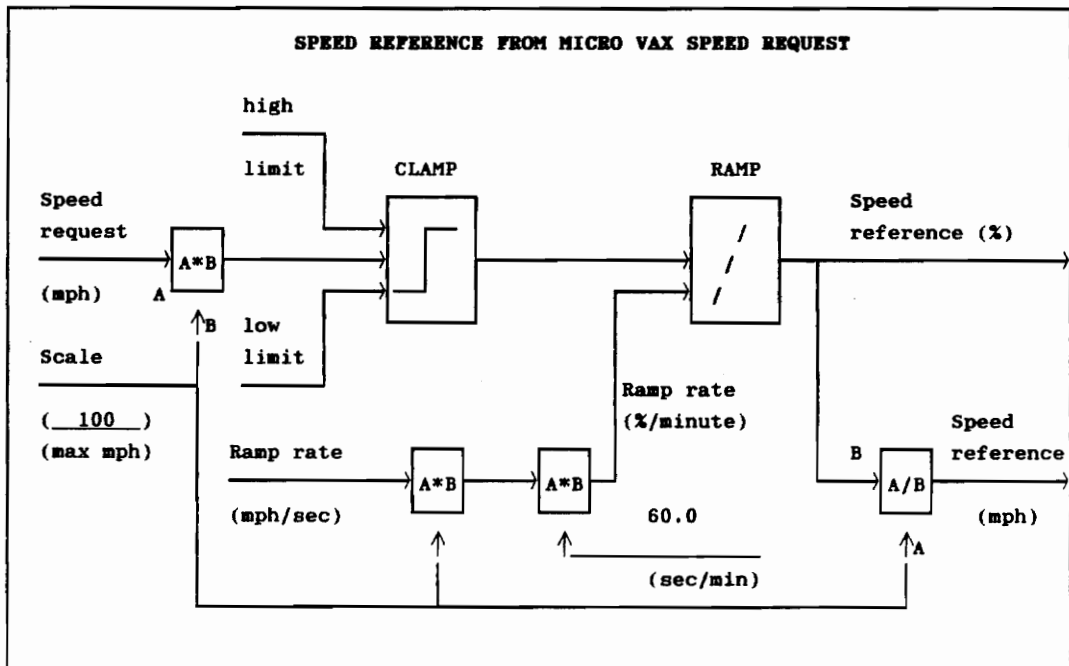 SPEED REFERENCE FROM MICRO VAX SPEED REQUEST
high
limit
CLAMP
RAMP
Speed
request
(mph)
A*B
A
B
low
limit
Speed
reference (%)
Scale
( 100 )
(max mph)
Ramp rate
(%/minute)
Ramp rate
(mph/sec)
A*B
A*B
60.0
(sec/min)
B
A/B
A
Speed
reference
(mph)